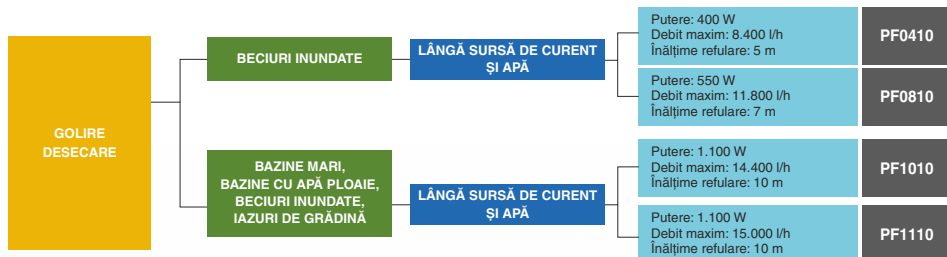 GOLIRE
DESECARE
BECIURI INUNDATE
LÂNGĂ SURSĂ DE CURENT
ȘI APĂ
Putere: 400 W
Debit maxim: 8.400 l/h
Înălțime refulare: 5 m
PF0410
Putere: 550 W
Debit maxim: 11.800 l/h
Înălțime refulare: 7 m
PF0810
BAZINE MARI,
BAZINE CU APĂ PLOAIE,
BECIURI INUNDATE,
IAZURI DE GRĂDINĂ
LÂNGĂ SURSĂ DE CURENT
ȘI APĂ
Putere: 1.100 W
Debit maxim: 14.400 l/h
Înălțime refulare: 10 m
PF1010
Putere: 1.100 W
Debit maxim: 15.000 l/h
Înălțime refulare: 10 m
PF1110